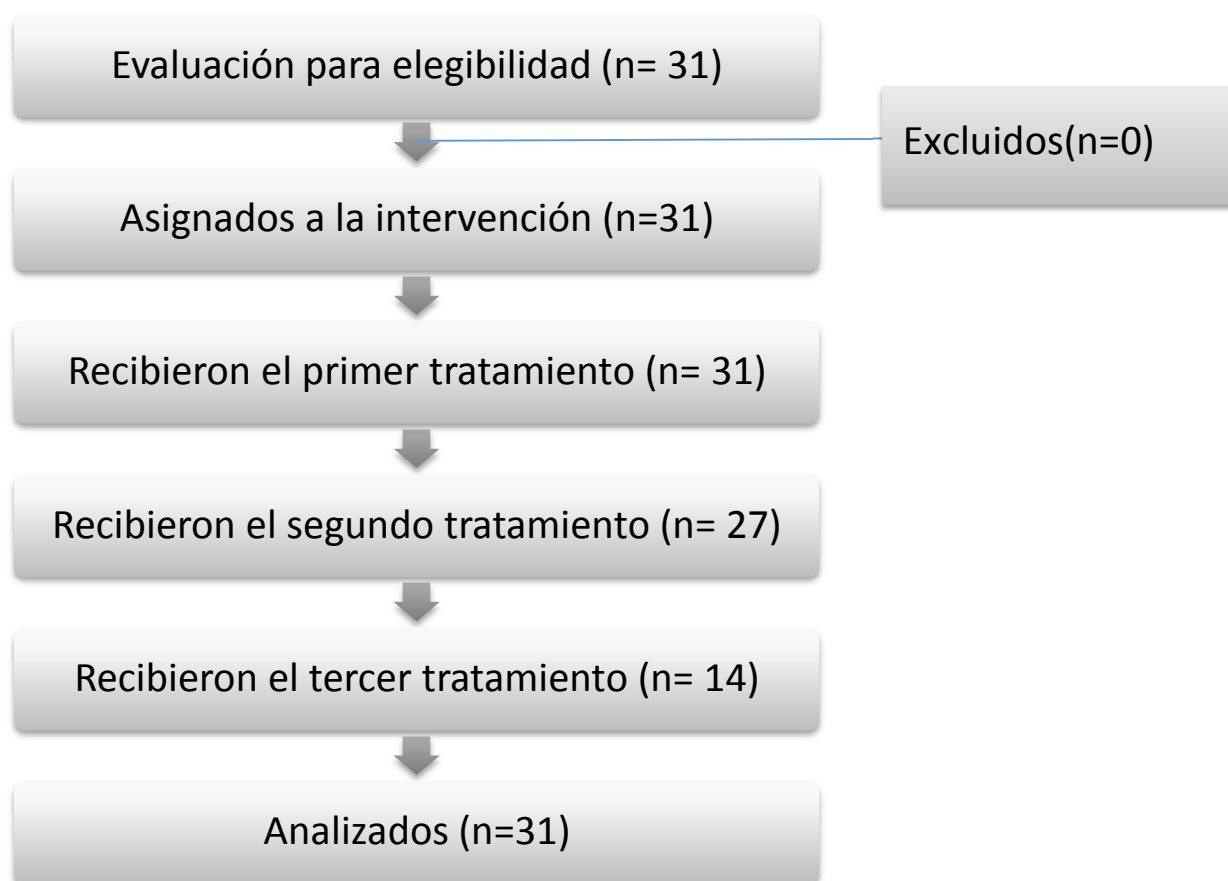 Evaluación para elegibilidad (n= 31)
Excluidos(n=0)
Asignados a la intervención (n=31)
Recibieron el primer tratamiento (n= 31)
Recibieron el segundo tratamiento (n= 27)
Recibieron el tercer tratamiento (n= 14)
Analizados (n=31)